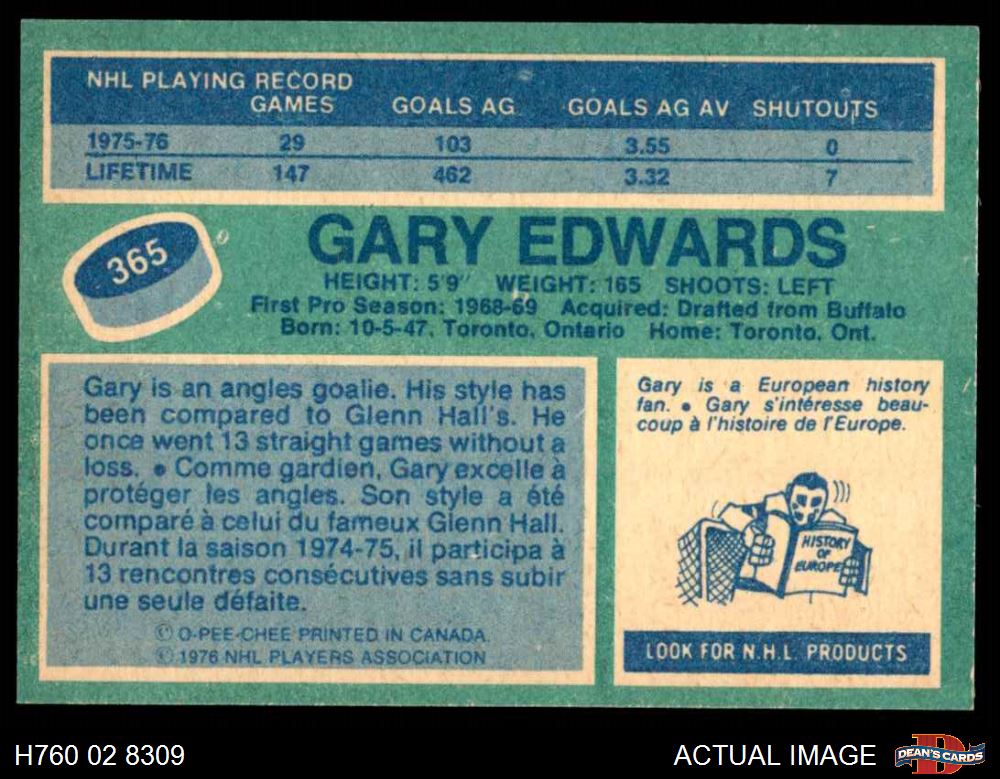 NHL PLAYING RECORD
GAMES GOALS AG. GOALS AG AV SHUTOUTS
1975-76 29 103 3.55 0
LIFETIME 147 462 3.32 7
365
GARY EDWARDS
HEIGHT: 5'9" WEIGHT: 165 SHOOTS: LEFT
First Pro Season: 1968-69 Acquired: Drafted from Buffalo
Born: 10-5-47, Toronto, Ontario Home: Toronto, Ont.
Gary is an angles goalie. His style has
been compared to Glenn Hall's. He
once went 13 straight games without a
loss. • Comme gardien, Gary excelle à
protéger les angles. Son style a été
comparé à celui du fameux Glenn Hall.
Durant la saison 1974-75, il participa à
13 rencontres consécutives sans subir
une seule défaite.
© O-PEE-CHEE PRINTED IN CANADA
© 1976 NHL PLAYERS ASSOCIATION
Gary is a European history
fan. • Gary s'intéresse beau-
coup à l'histoire de l'Europe.
HISTORY
OF
EUROPE
LOOK FOR N.H.L. PRODUCTS
H760 02 8309
ACTUAL IMAGE
DEAN'S CARDS